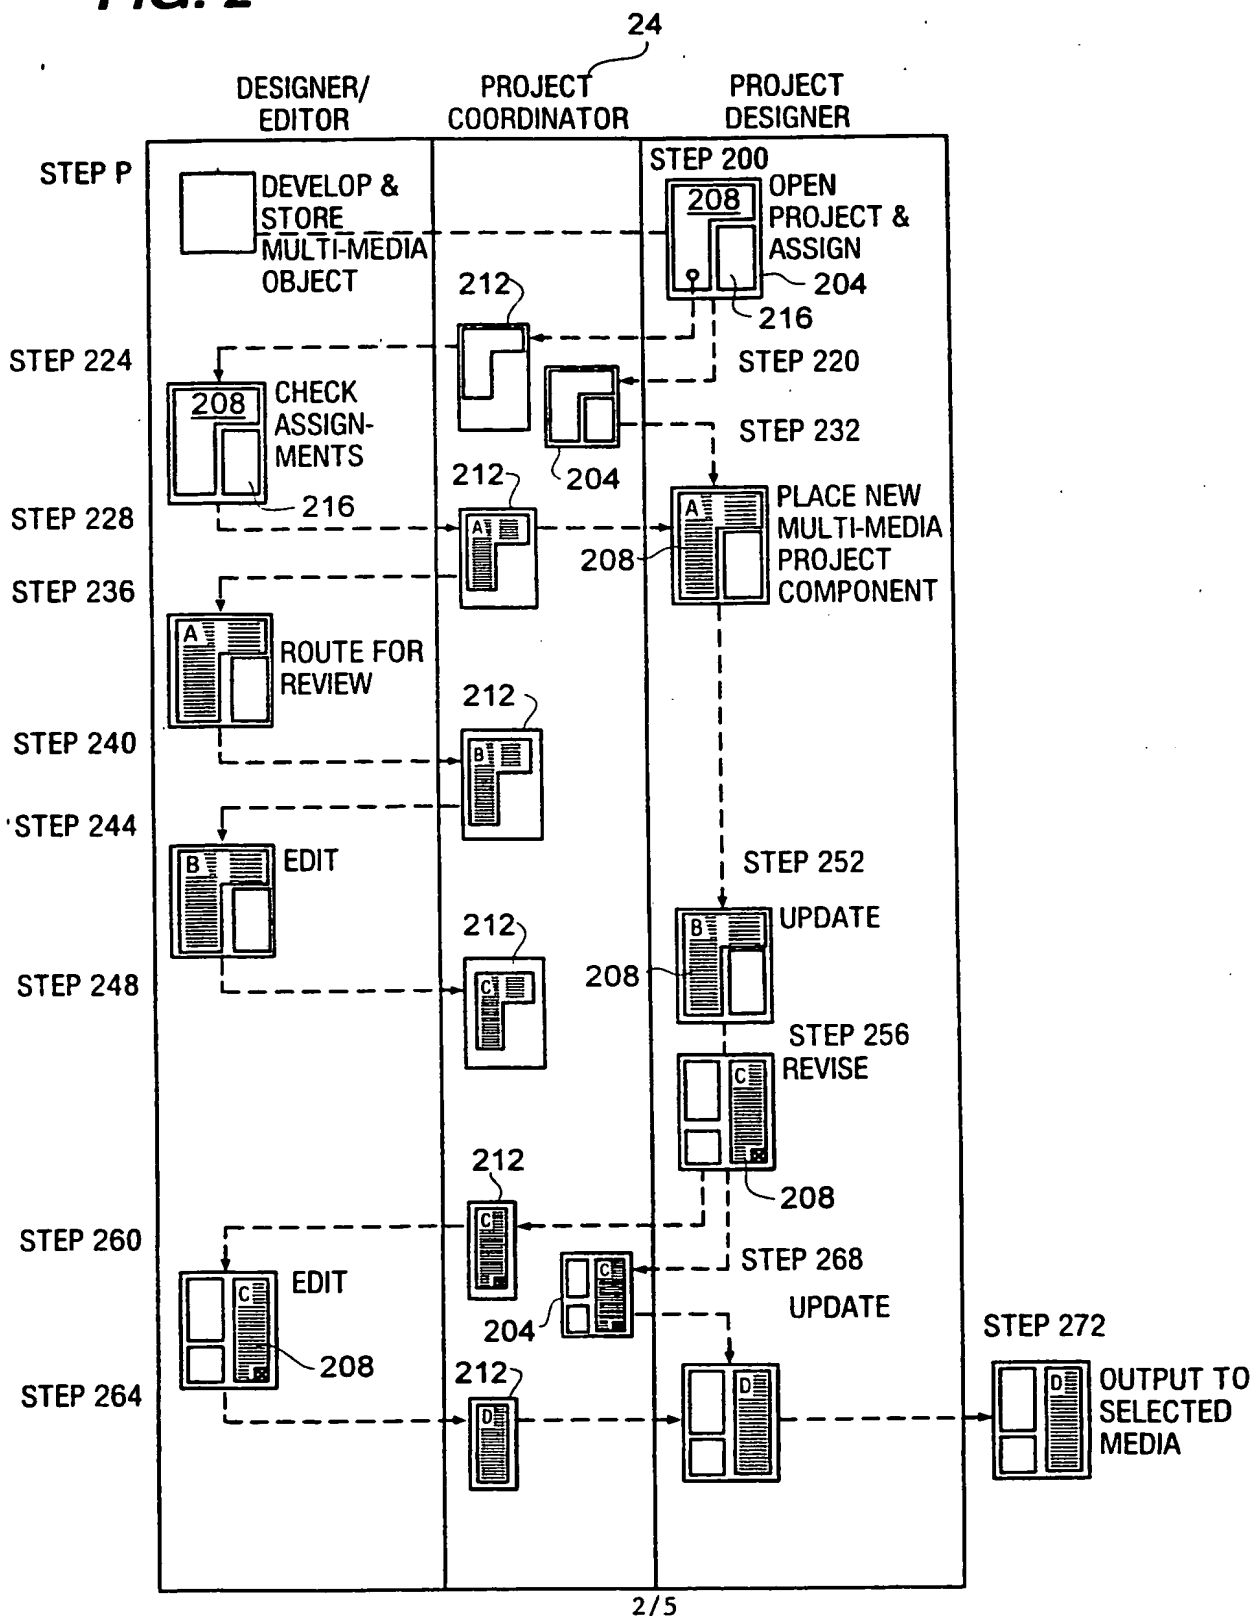 FIG. 2
24
DESIGNER/
EDITOR
PROJECT
COORDINATOR
PROJECT
DESIGNER
STEP P
DEVELOP &
STORE
MULTI-MEDIA
OBJECT
STEP 200
208
OPEN
PROJECT &
ASSIGN
204
216
212
STEP 224
STEP 220
208
CHECK
ASSIGN-
MENTS
216
204
STEP 232
212
STEP 228
A
A
208
PLACE NEW
MULTI-MEDIA
PROJECT
COMPONENT
STEP 236
A
ROUTE FOR
REVIEW
212
STEP 240
B
STEP 244
B
EDIT
STEP 252
B
UPDATE
208
212
STEP 248
C
STEP 256
REVISE
C
208
212
C
STEP 260
C
EDIT
208
STEP 268
C
204
UPDATE
STEP 264
212
D
D
STEP 272
D
OUTPUT TO
SELECTED
MEDIA
2/5